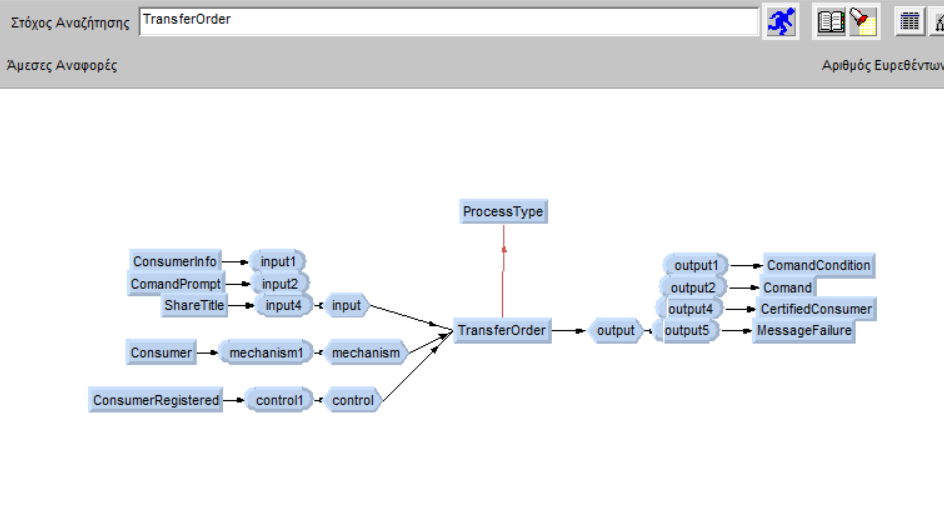 Στόχος Αναζήτησης TransferOrder
Άμεσες Αναφορές Αριθμός Ευρεθέντων
ProcessType
ConsumerInfo input1 output1 ComandCondition
ComandPrompt input2 output2 Comand
ShareTitle input4 input output4 CertifiedConsumer
TransferOrder output output5 MessageFailure
Consumer mechanism1 mechanism
ConsumerRegistered control1 control